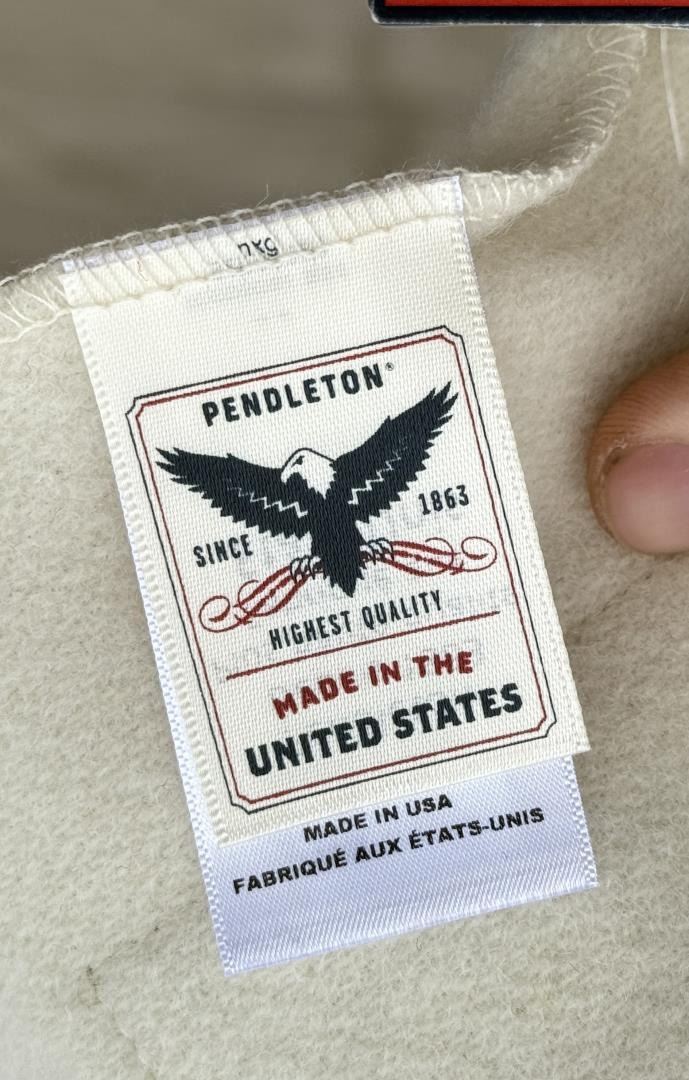 PENDLETON®
SINCE 1863
HIGHEST QUALITY
MADE IN THE
UNITED STATES
MADE IN USA
FABRIQUÉ AUX ÉTATS-UNIS